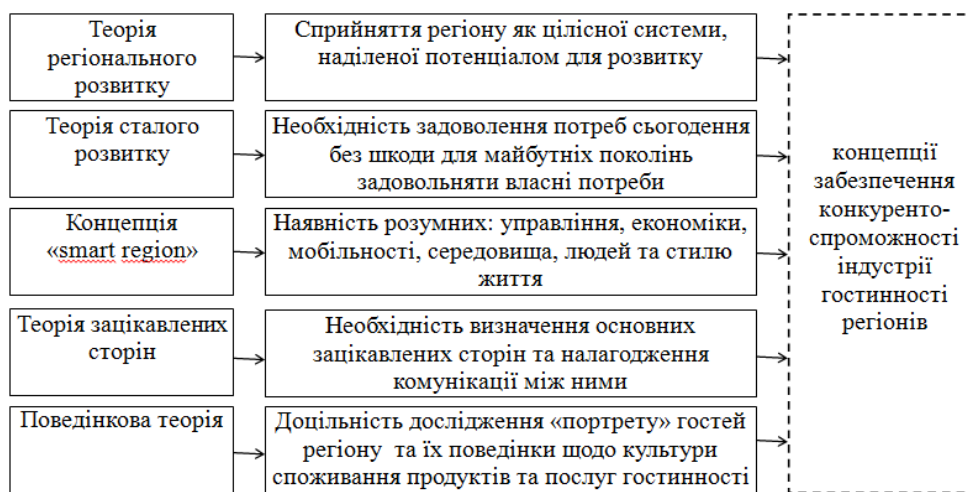 Теорія
регіонального
розвитку
Сприйняття регіону як цілісної системи,
наділеної потенціалом для розвитку
Теорія сталого
розвитку
Необхідність задоволення потреб сьогодення
без шкоди для майбутніх поколінь
задовольняти власні потреби
Концепція
«smart region»
Наявність розумних: управління, економіки,
мобільності, середовища, людей та стилю
життя
Теорія зацікавлених
сторін
Необхідність визначення основних
зацікавлених сторін та налагодження
комунікації між ними
Поведінкова теорія
Доцільність дослідження «портрету» гостей
регіону та їх поведінки щодо культури
споживання продуктів та послуг гостинності
концепції
забезпечення
конкуренто-
спроможності
індустрії
гостинності
регіонів